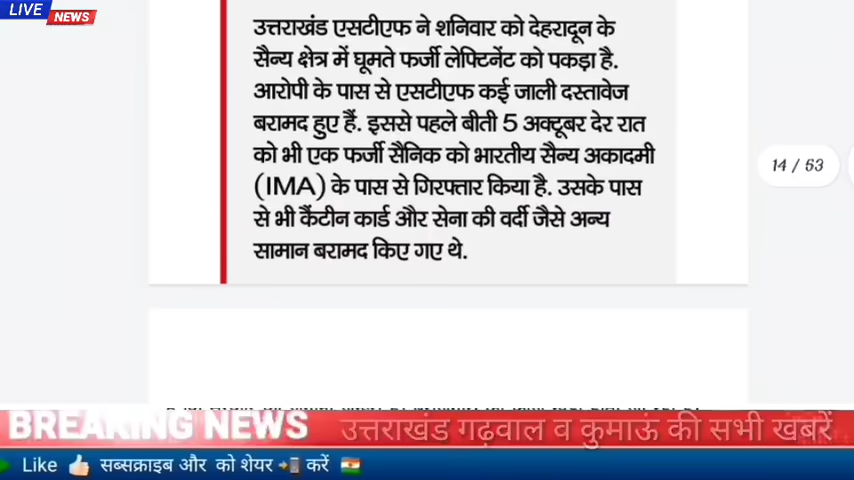 LIVE
NEWS
उत्तराखंड एसटीएफ ने शनिवार को देहरादून के
सैन्य क्षेत्र में घूमते फर्जी लेफ्टिनेंट को पकड़ा है.
आरोपी के पास से एसटीएफ कई जाली दस्तावेज
बरामद हुए हैं. इससे पहले बीती 5 अक्टूबर देर रात
को भी एक फर्जी सैनिक को भारतीय सैन्य अकादमी
(IMA) के पास से गिरफ्तार किया है. उसके पास
से भी कैंटीन कार्ड और सेना की वर्दी जैसे अन्य
सामान बरामद किए गए थे.
14 / 53
BREAKING NEWS उत्तराखंड गढ़वाल व कुमाऊं की सभी खबरें
Like 👍🏻 सब्सक्राइब और को शेयर 📲 करें 🇮🇳